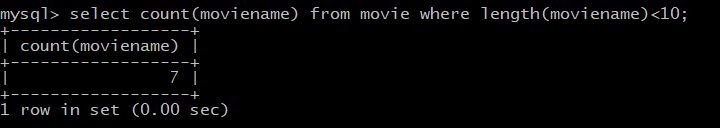 mysql> select count(moviename) from movie where length(moviename)<10;
+------------------+
| count(moviename) |
+------------------+
|                7 |
+------------------+
1 row in set (0.00 sec)